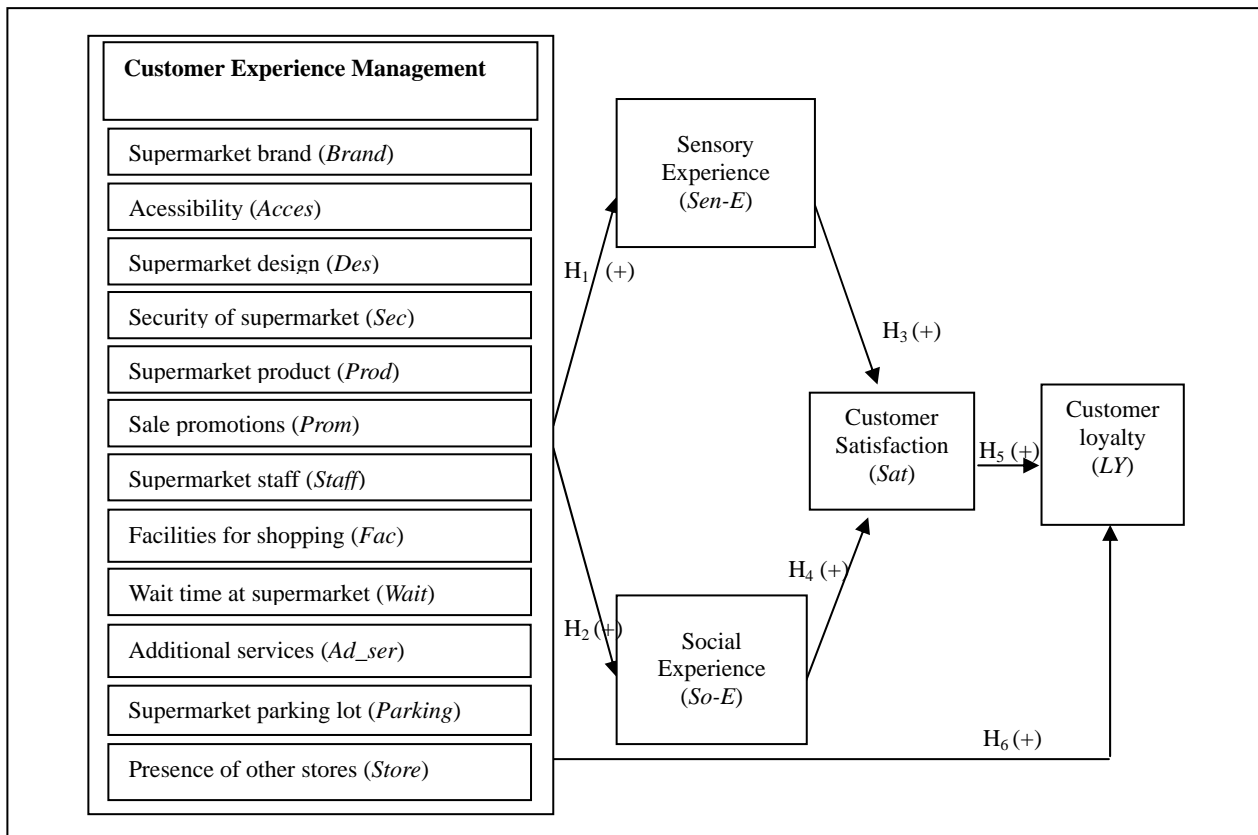 Customer Experience Management
Supermarket brand (Brand)
Acessibility (Acces)
Supermarket design (Des)
Security of supermarket (Sec)
Supermarket product (Prod)
Sale promotions (Prom)
Supermarket staff (Staff)
Facilities for shopping (Fac)
Wait time at supermarket (Wait)
Additional services (Ad_ser)
Supermarket parking lot (Parking)
Presence of other stores (Store)
H₁ (+)
H₂ (+)
Sensory
Experience
(Sen-E)
Social
Experience
(So-E)
H₃ (+)
H₄ (+)
Customer
Satisfaction
(Sat)
H₅ (+)
Customer
loyalty
(LY)
H₆ (+)